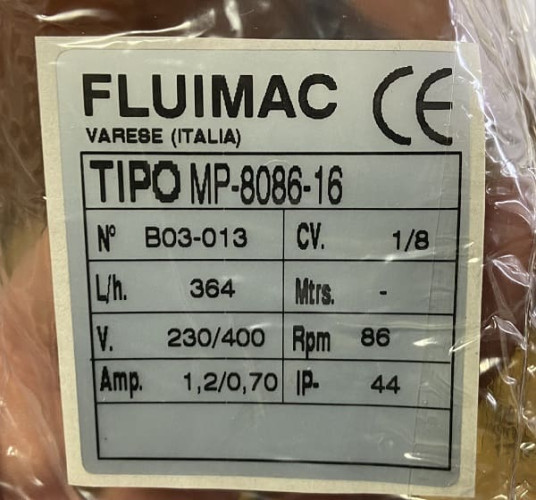 FLUIMAC CE
VARESE (ITALIA)
TIPO MP-8086-16
Nº B03-013 CV. 1/8
L/h. 364 Mtrs. -
V. 230/400 Rpm 86
Amp. 1,2/0,70 IP- 44